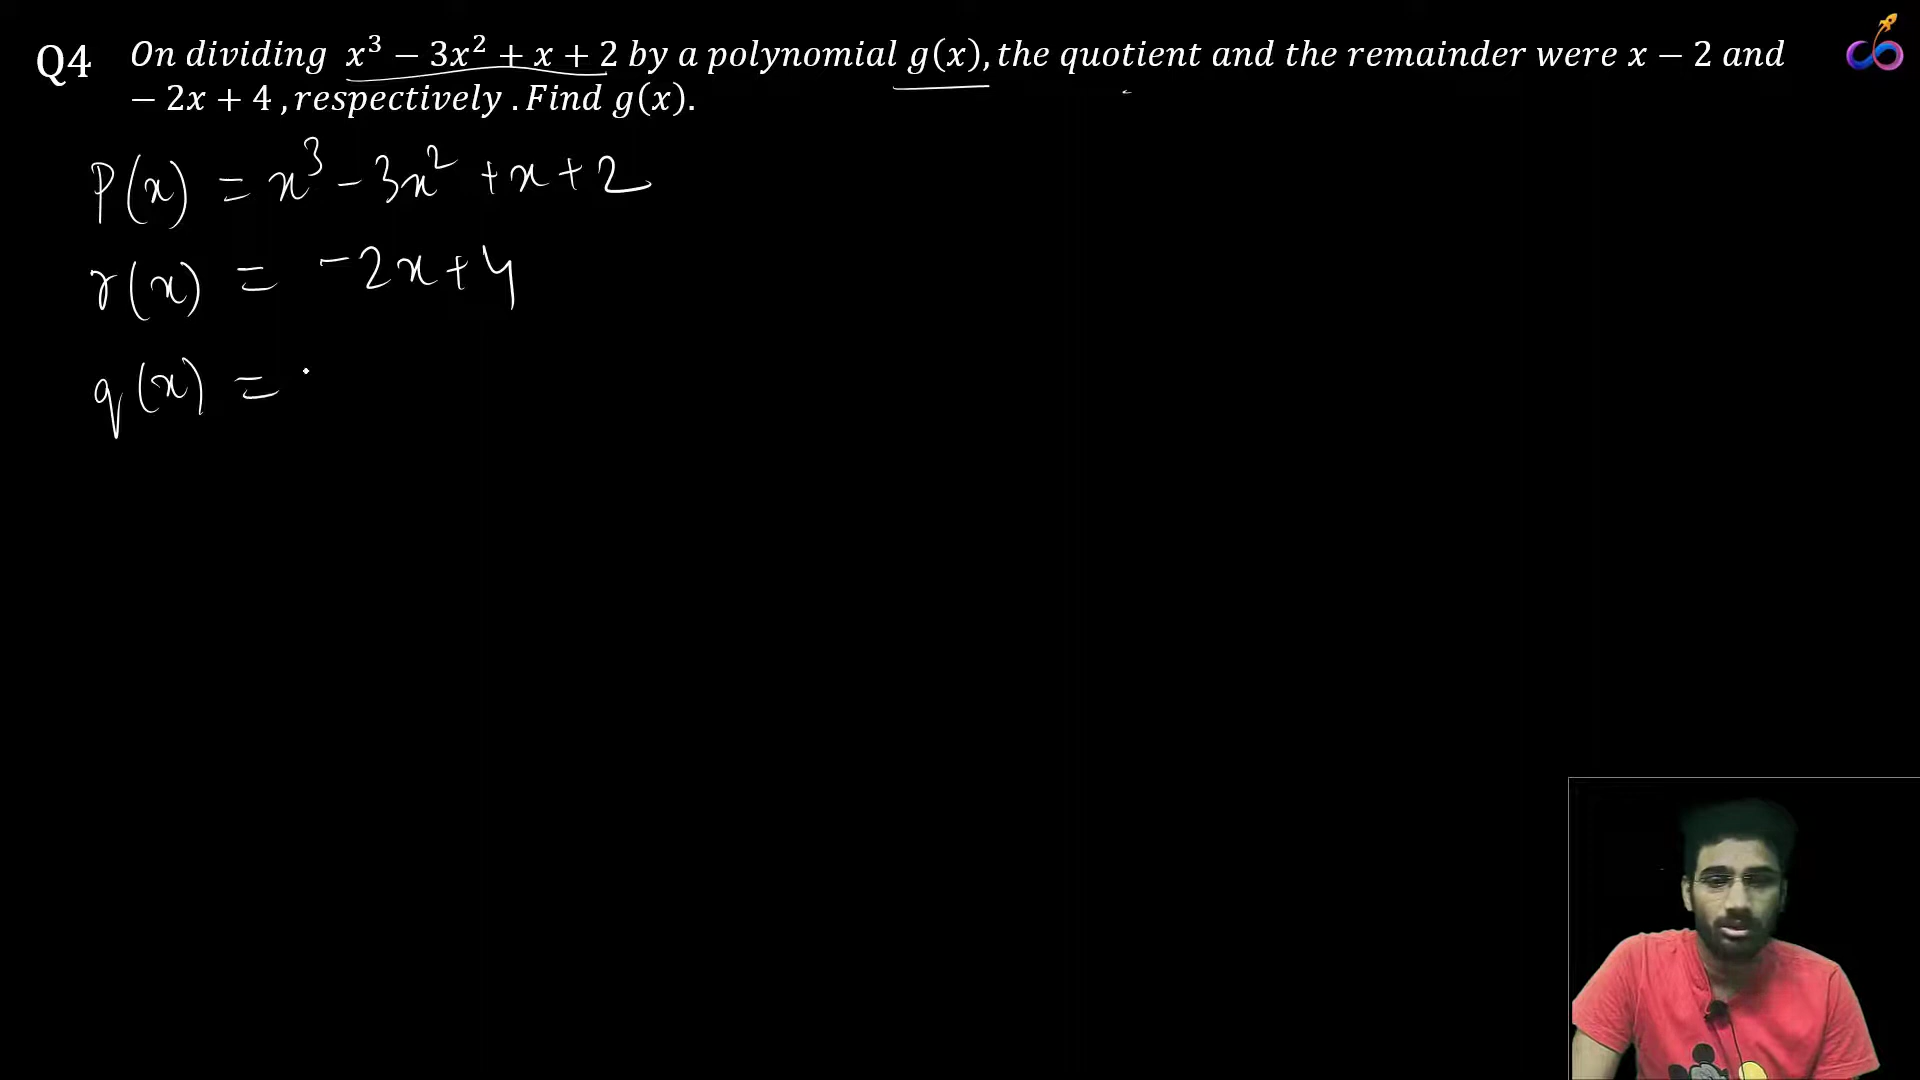 Q4 On dividing x³ − 3x² + x + 2 by a polynomial g(x), the quotient and the remainder were x − 2 and
− 2x + 4 , respectively . Find g(x).
P(x) = x³ − 3x² + x + 2
r(x) = −2x + 4
q(x) =